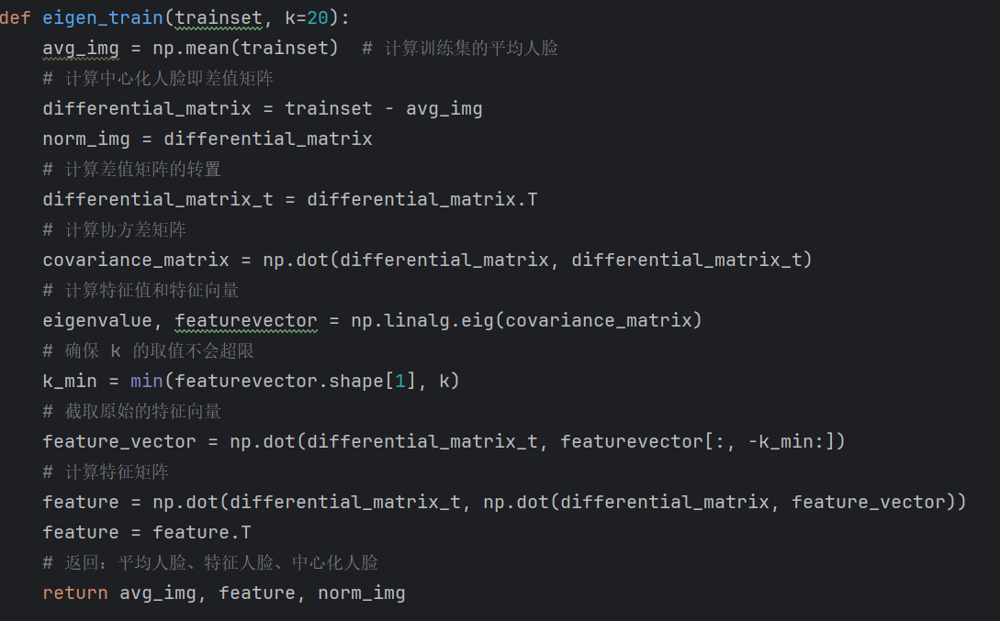 def eigen_train(trainset, k=20):
    avg_img = np.mean(trainset)  # 计算训练集的平均人脸
    # 计算中心化人脸即差值矩阵
    differential_matrix = trainset - avg_img
    norm_img = differential_matrix
    # 计算差值矩阵的转置
    differential_matrix_t = differential_matrix.T
    # 计算协方差矩阵
    covariance_matrix = np.dot(differential_matrix, differential_matrix_t)
    # 计算特征值和特征向量
    eigenvalue, featurevector = np.linalg.eig(covariance_matrix)
    # 确保 k 的取值不会超限
    k_min = min(featurevector.shape[1], k)
    # 截取原始的特征向量
    feature_vector = np.dot(differential_matrix_t, featurevector[:, -k_min:])
    # 计算特征矩阵
    feature = np.dot(differential_matrix_t, np.dot(differential_matrix, feature_vector))
    feature = feature.T
    # 返回：平均人脸、特征人脸、中心化人脸
    return avg_img, feature, norm_img